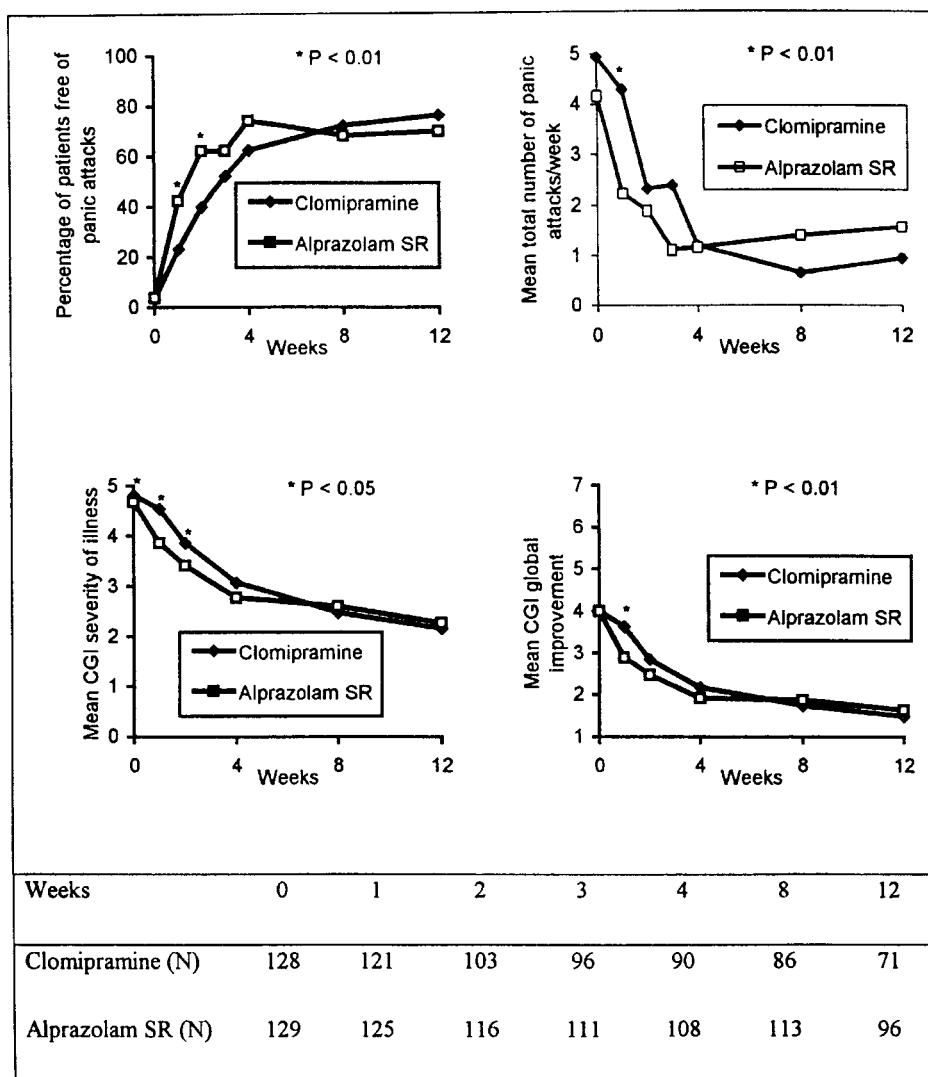 * P < 0.01
Percentage of patients free of
panic attacks
100
80
60
40
20
0
*
*
Clomipramine
Alprazolam SR
0 4 8 12
Weeks
* P < 0.01
Mean total number of panic
attacks/week
5
4
3
2
1
0
*
Clomipramine
Alprazolam SR
0 2 4 8 12
Weeks
* P < 0.05
Mean CGI severity of illness
5
4
3
2
1
0
*
*
*
Clomipramine
Alprazolam SR
0 4 8 12
Weeks
* P < 0.01
Mean CGI global
improvement
7
6
5
4
3
2
1
*
Clomipramine
Alprazolam SR
0 4 8 12
Weeks
Weeks 0 1 2 3 4 8 12
Clomipramine (N) 128 121 103 96 90 86 71
Alprazolam SR (N) 129 125 116 111 108 113 96